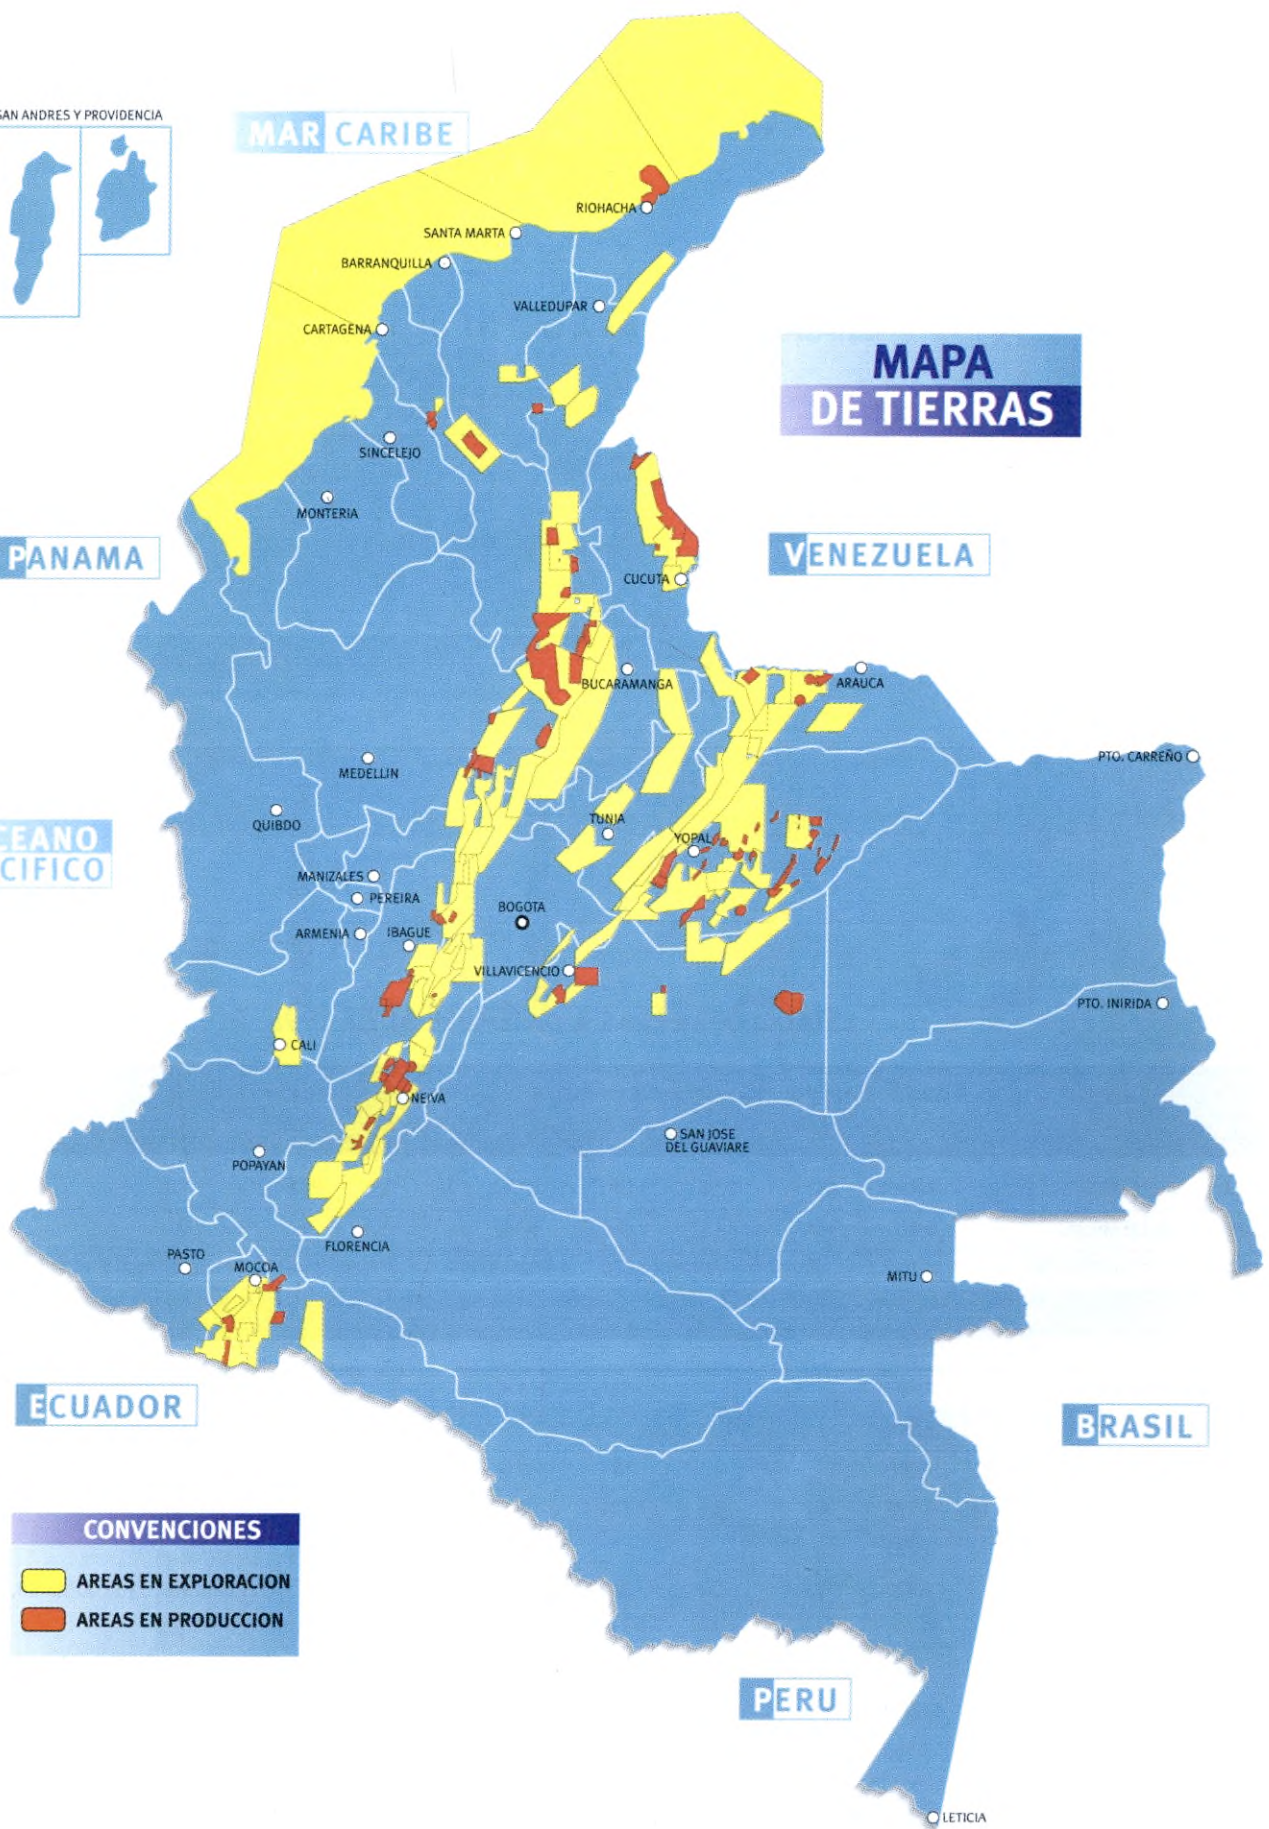 SAN ANDRES Y PROVIDENCIA
MAR CARIBE
RIOHACHA
SANTA MARTA
BARRANQUILLA
VALLEDUPAR
CARTAGENA
MAPA
DE TIERRAS
SINCELEJO
MONTERIA
PANAMA
VENEZUELA
CUCUTA
BUCARAMANGA
ARAUCA
PTO. CARREÑO
MEDELLIN
QUIBDO
TUNJA
CEANO
CIFICO
YOPAL
MANIZALES
PEREIRA
BOGOTA
ARMENIA
IBAGUE
VILLAVICENCIO
PTO. INIRIDA
CALI
NEIVA
SAN JOSE
DEL GUAVIARE
POPAYAN
FLORENCIA
PASTO
MOCOA
MITU
ECUADOR
BRASIL
CONVENCIONES
AREAS EN EXPLORACION
AREAS EN PRODUCCION
PERU
LETICIA